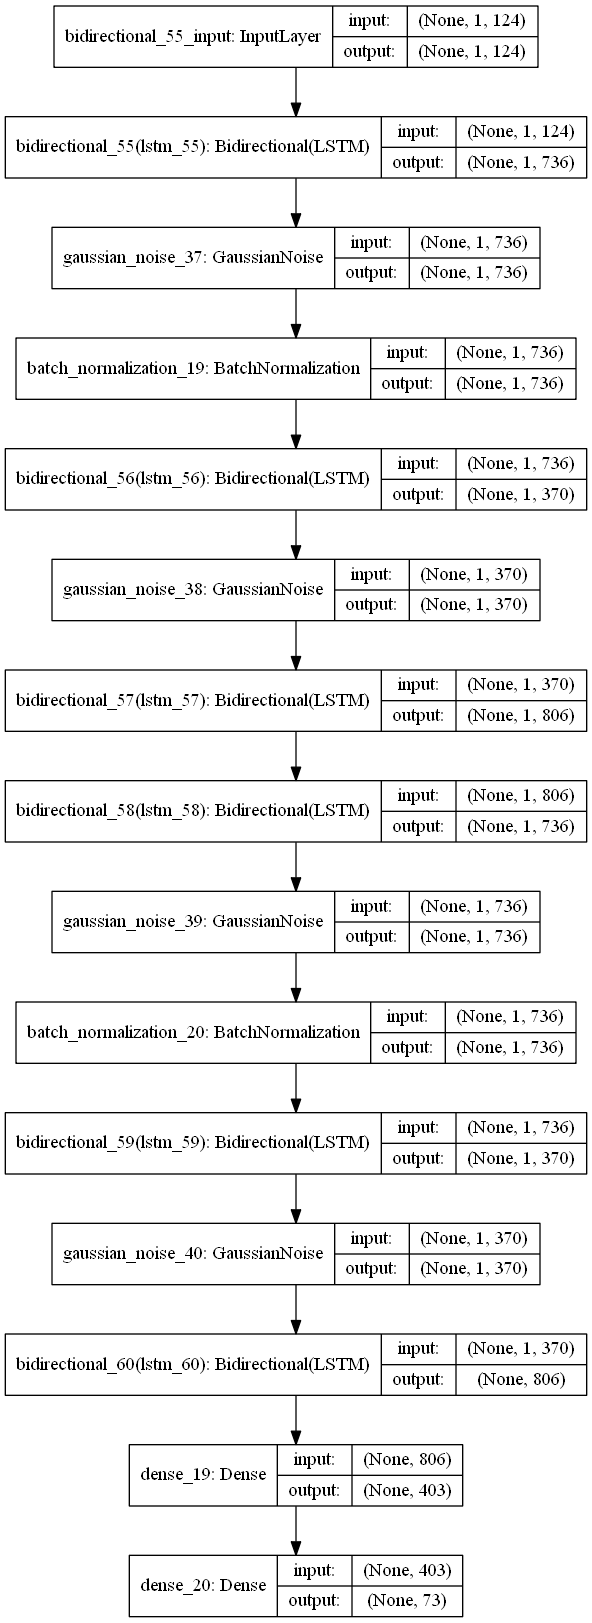 bidirectional_55_input: InputLayer
input: (None, 1, 124)
output: (None, 1, 124)
bidirectional_55(lstm_55): Bidirectional(LSTM)
input: (None, 1, 124)
output: (None, 1, 736)
gaussian_noise_37: GaussianNoise
input: (None, 1, 736)
output: (None, 1, 736)
batch_normalization_19: BatchNormalization
input: (None, 1, 736)
output: (None, 1, 736)
bidirectional_56(lstm_56): Bidirectional(LSTM)
input: (None, 1, 736)
output: (None, 1, 370)
gaussian_noise_38: GaussianNoise
input: (None, 1, 370)
output: (None, 1, 370)
bidirectional_57(lstm_57): Bidirectional(LSTM)
input: (None, 1, 370)
output: (None, 1, 806)
bidirectional_58(lstm_58): Bidirectional(LSTM)
input: (None, 1, 806)
output: (None, 1, 736)
gaussian_noise_39: GaussianNoise
input: (None, 1, 736)
output: (None, 1, 736)
batch_normalization_20: BatchNormalization
input: (None, 1, 736)
output: (None, 1, 736)
bidirectional_59(lstm_59): Bidirectional(LSTM)
input: (None, 1, 736)
output: (None, 1, 370)
gaussian_noise_40: GaussianNoise
input: (None, 1, 370)
output: (None, 1, 370)
bidirectional_60(lstm_60): Bidirectional(LSTM)
input: (None, 1, 370)
output: (None, 806)
dense_19: Dense
input: (None, 806)
output: (None, 403)
dense_20: Dense
input: (None, 403)
output: (None, 73)